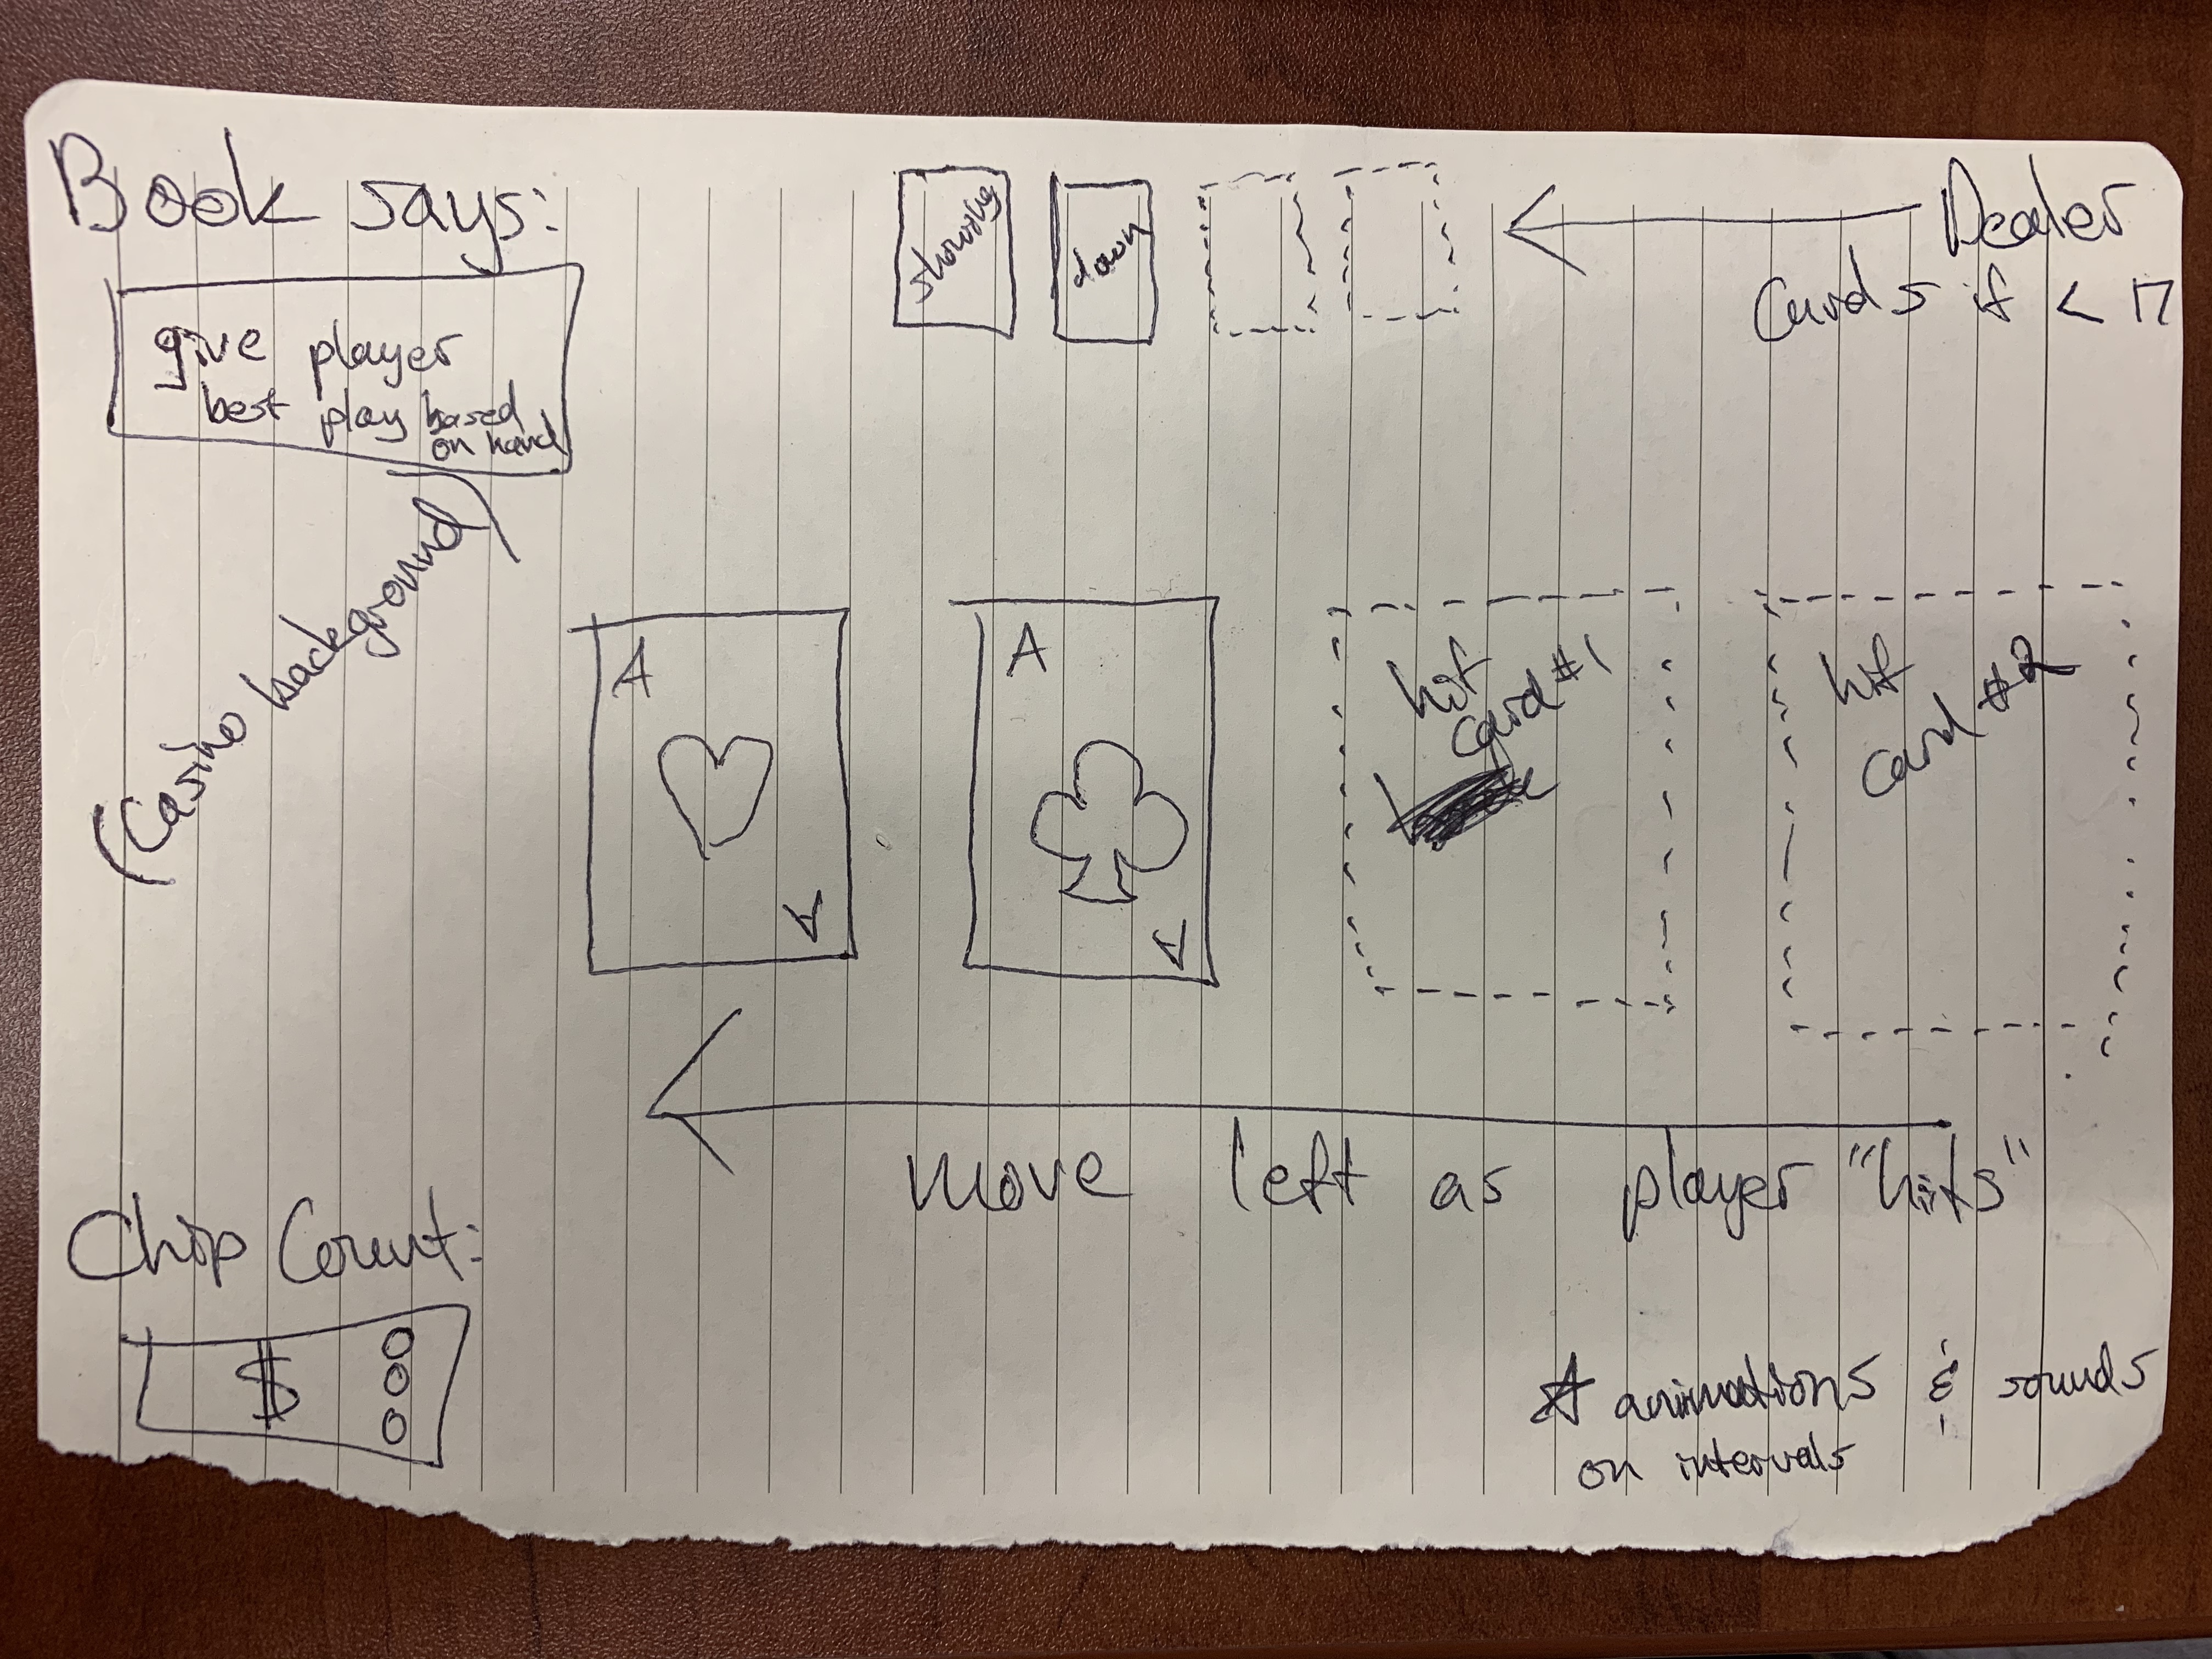 Book says:
give player
best play based
on hand
showing
down
Dealer
Cards if < 17
(Casino background)
A
A
A
A
hit
card #1
hit
card #2
move left as player "hits"
Chip Count:
$
* animations & sounds
on intervals